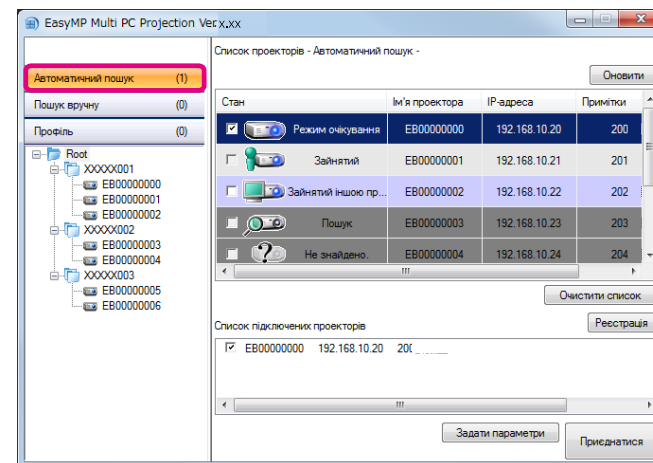 EasyMP Multi PC Projection Ver.x.xx
Список проекторів - Автоматичний пошук -
Автоматичний пошук (1)
Оновити
Пошук вручну (0)
Профіль (0)
Стан Ім'я проектора IP-адреса Примітки
Режим очікування EB00000000 192.168.10.20 200
Зайнятий EB00000001 192.168.10.21 201
Зайнятий іншою пр... EB00000002 192.168.10.22 202
Пошук EB00000003 192.168.10.23 203
Не знайдено. EB00000004 192.168.10.24 204
Root
XXXXX001
EB00000000
EB00000001
EB00000002
XXXXX002
EB00000003
EB00000004
XXXXX003
EB00000005
EB00000006
Очистити список
Список підключених проекторів
Реєстрація
EB00000000 192.168.10.20 200
Задати параметри
Приєднатися